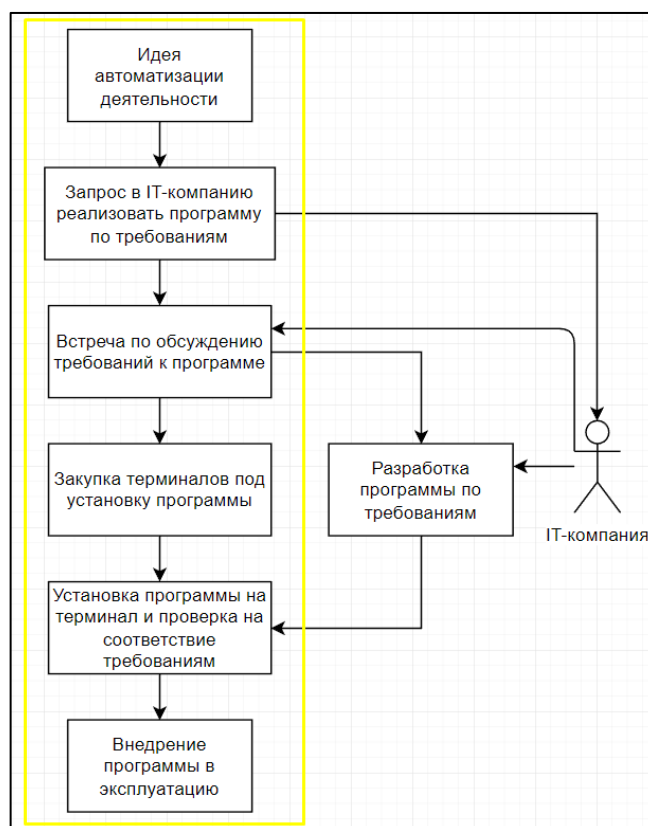 Идея
автоматизации
деятельности
Запрос в IT-компанию
реализовать программу
по требованиям
Встреча по обсуждению
требований к программе
Закупка терминалов под
установку программы
Разработка
программы по
требованиям
IT-компания
Установка программы на
терминал и проверка на
соответствие
требованиям
Внедрение
программы в
эксплуатацию